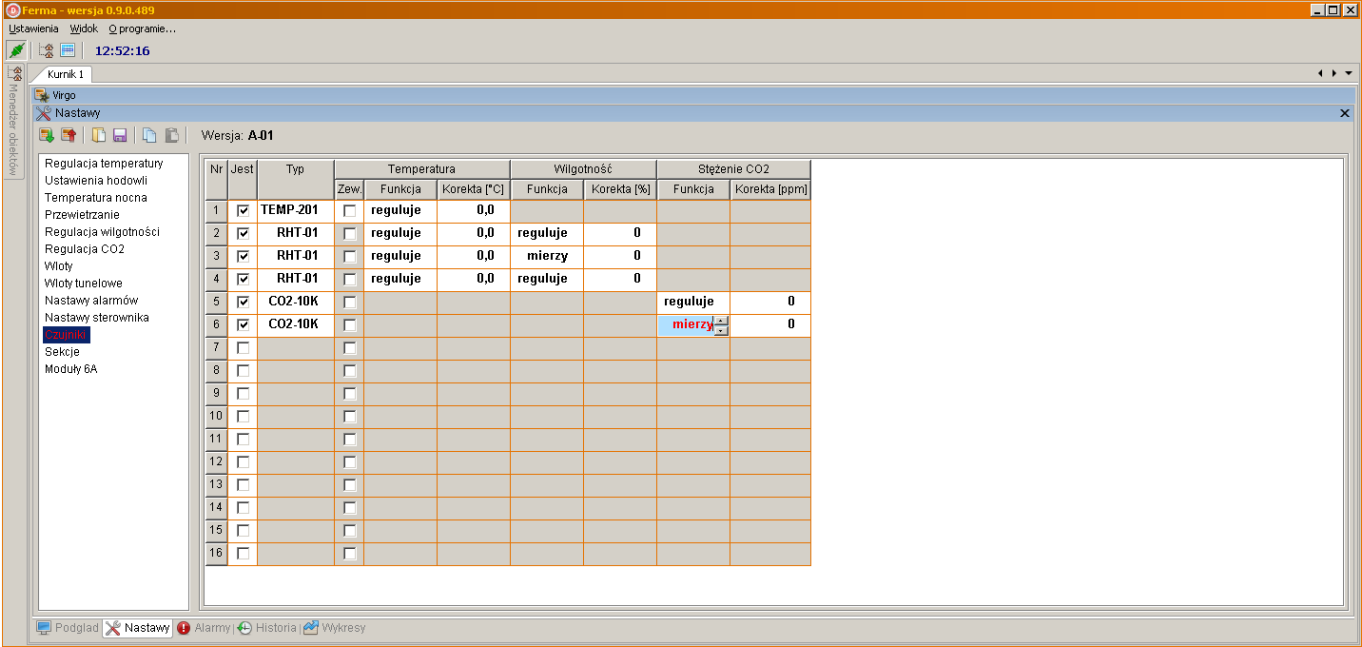 Ferma - wersja 0.9.0.489
Ustawienia Widok O programie...
12:52:16
Menedżer obiektów
Kurnik 1
Virgo
Nastawy
Wersja: A-01
Regulacja temperatury
Ustawienia hodowli
Temperatura nocna
Przewietrzanie
Regulacja wilgotności
Regulacja CO2
Wloty
Wloty tunelowe
Nastawy alarmów
Nastawy sterownika
Czujniki
Sekcje
Moduły 6A
Nr Jest Typ Temperatura Wilgotność Stężenie CO2
Zew. Funkcja Korekta [°C] Funkcja Korekta [%] Funkcja Korekta [ppm]
1 TEMP-201 reguluje 0,0
2 RHT-01 reguluje 0,0 reguluje 0
3 RHT-01 reguluje 0,0 mierzy 0
4 RHT-01 reguluje 0,0 reguluje 0
5 CO2-10K reguluje 0
6 CO2-10K mierzy 0
7
8
9
10
11
12
13
14
15
16
Podgląd Nastawy Alarmy Historia Wykresy